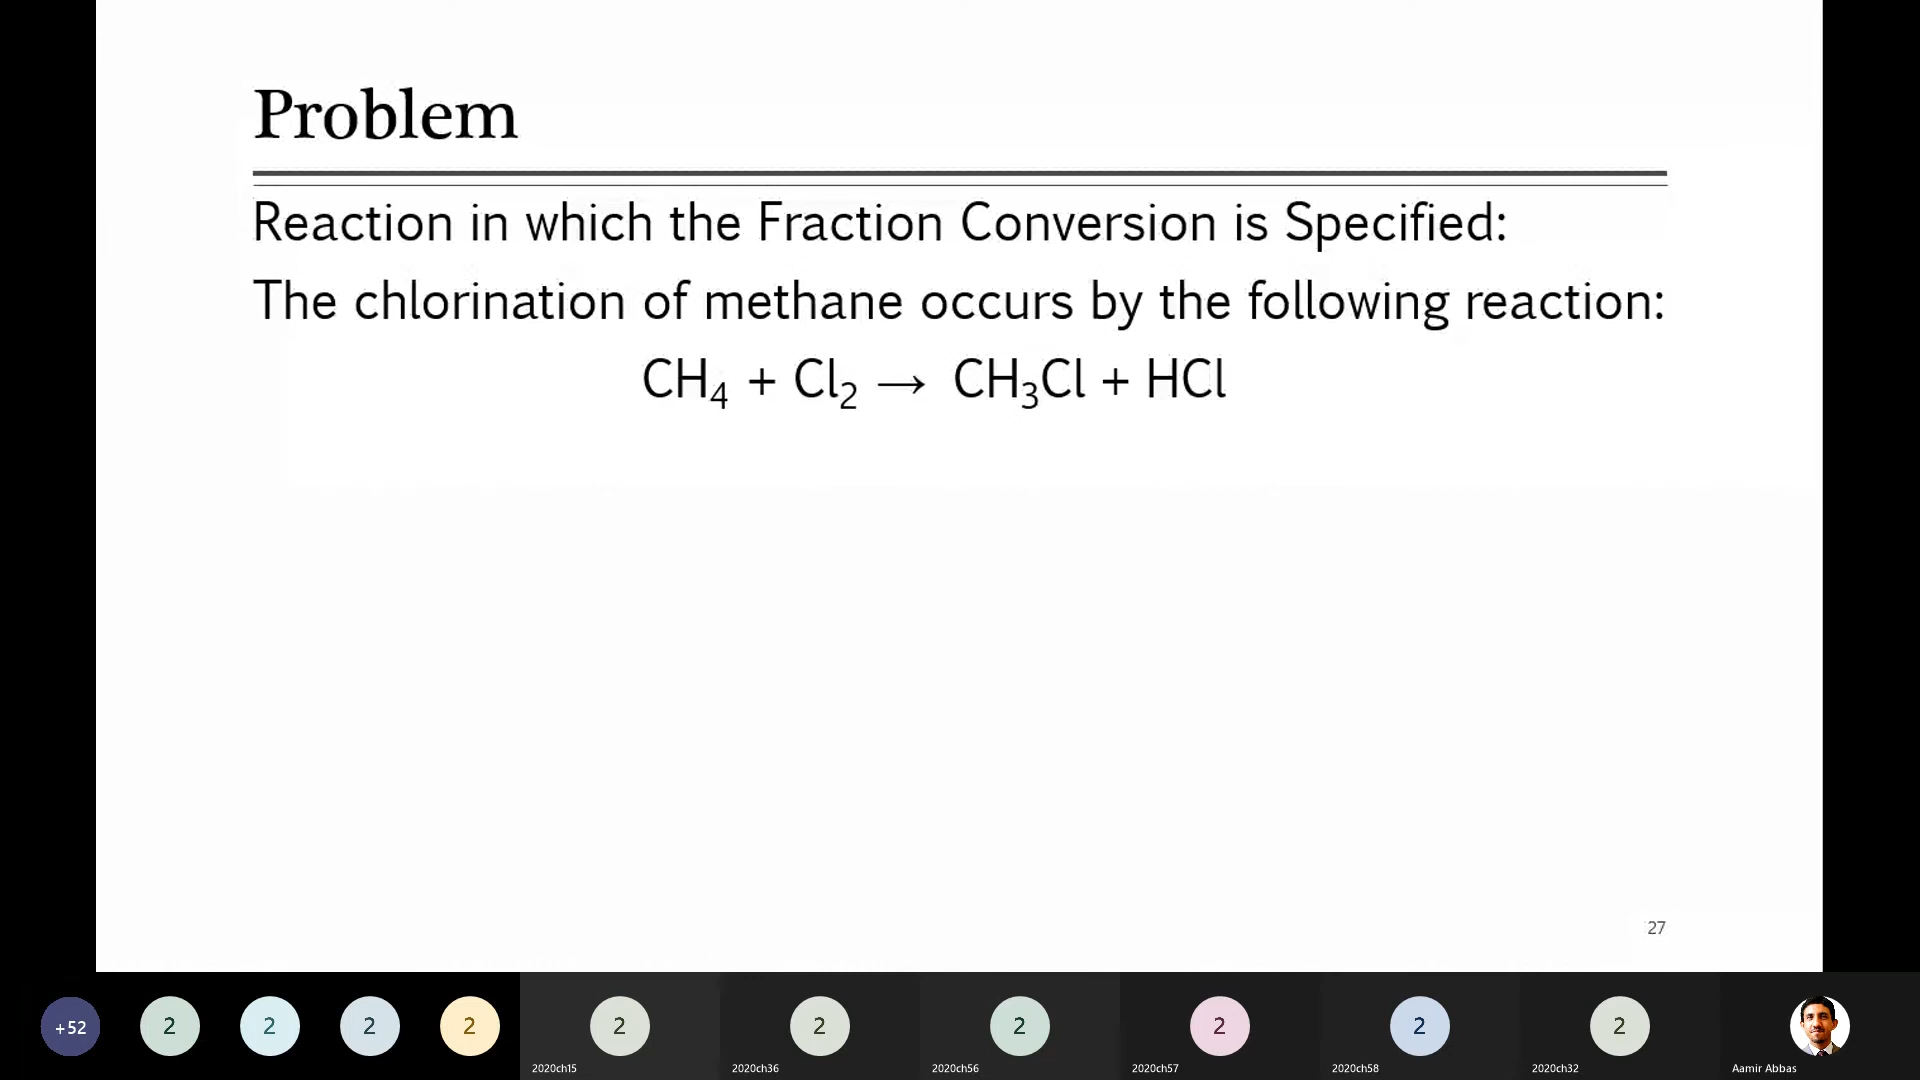 Problem
Reaction in which the Fraction Conversion is Specified:
The chlorination of methane occurs by the following reaction:
CH₄ + Cl₂ → CH₃Cl + HCl
27
+52 2 2 2 2 2 2 2 2 2 2
2020ch15 2020ch36 2020ch56 2020ch57 2020ch58 2020ch32 Aamir Abbas